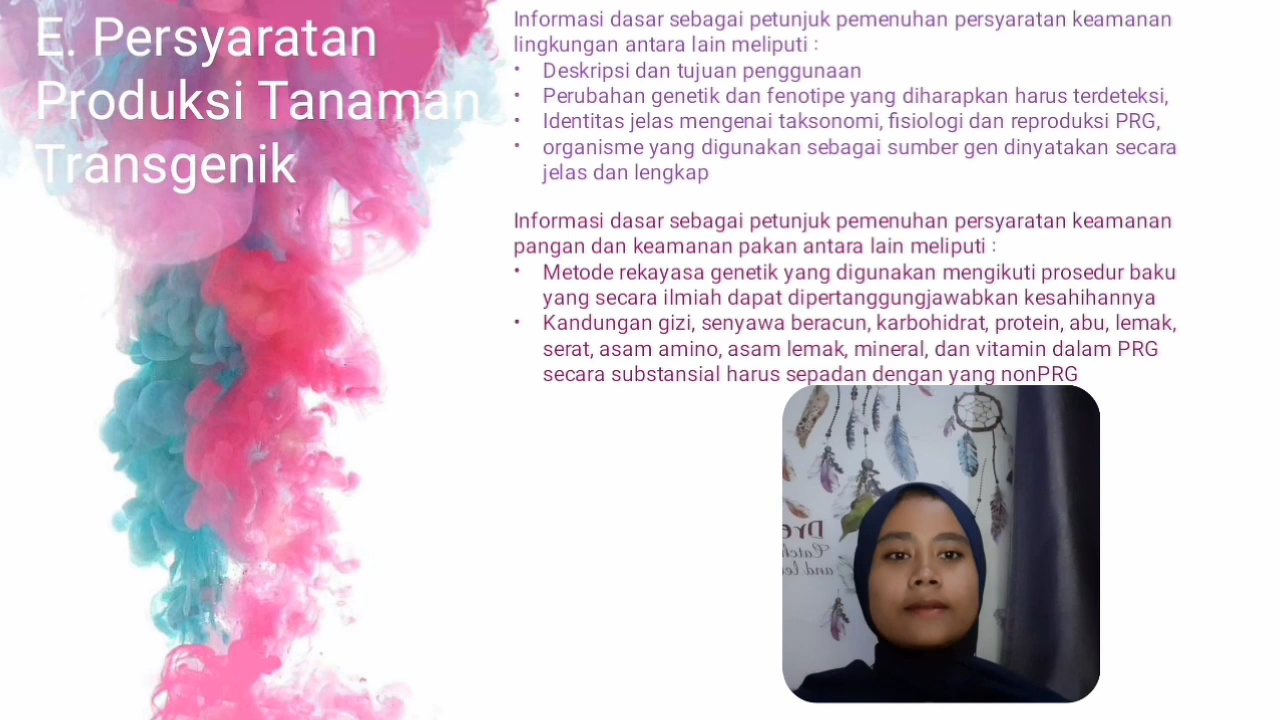 E. Persyaratan
Produksi Tanaman
Transgenik
Informasi dasar sebagai petunjuk pemenuhan persyaratan keamanan
lingkungan antara lain meliputi :
• Deskripsi dan tujuan penggunaan
• Perubahan genetik dan fenotipe yang diharapkan harus terdeteksi,
• Identitas jelas mengenai taksonomi, fisiologi dan reproduksi PRG,
• organisme yang digunakan sebagai sumber gen dinyatakan secara
jelas dan lengkap
Informasi dasar sebagai petunjuk pemenuhan persyaratan keamanan
pangan dan keamanan pakan antara lain meliputi :
• Metode rekayasa genetik yang digunakan mengikuti prosedur baku
yang secara ilmiah dapat dipertanggungjawabkan kesahihannya
• Kandungan gizi, senyawa beracun, karbohidrat, protein, abu, lemak,
serat, asam amino, asam lemak, mineral, dan vitamin dalam PRG
secara substansial harus sepadan dengan yang nonPRG
Dre
Catch
and le